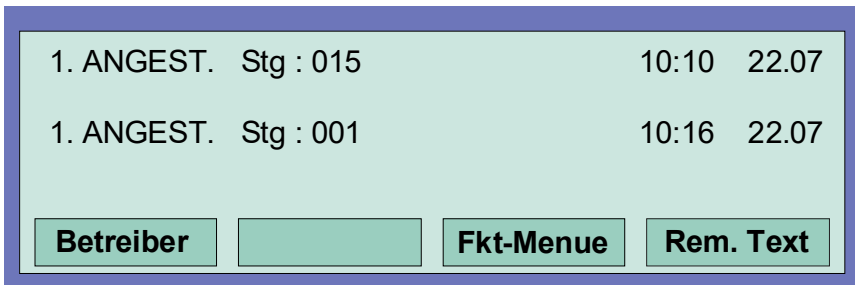 1. ANGEST. Stg : 015 10:10 22.07
1. ANGEST. Stg : 001 10:16 22.07
Betreiber Fkt-Menue Rem. Text